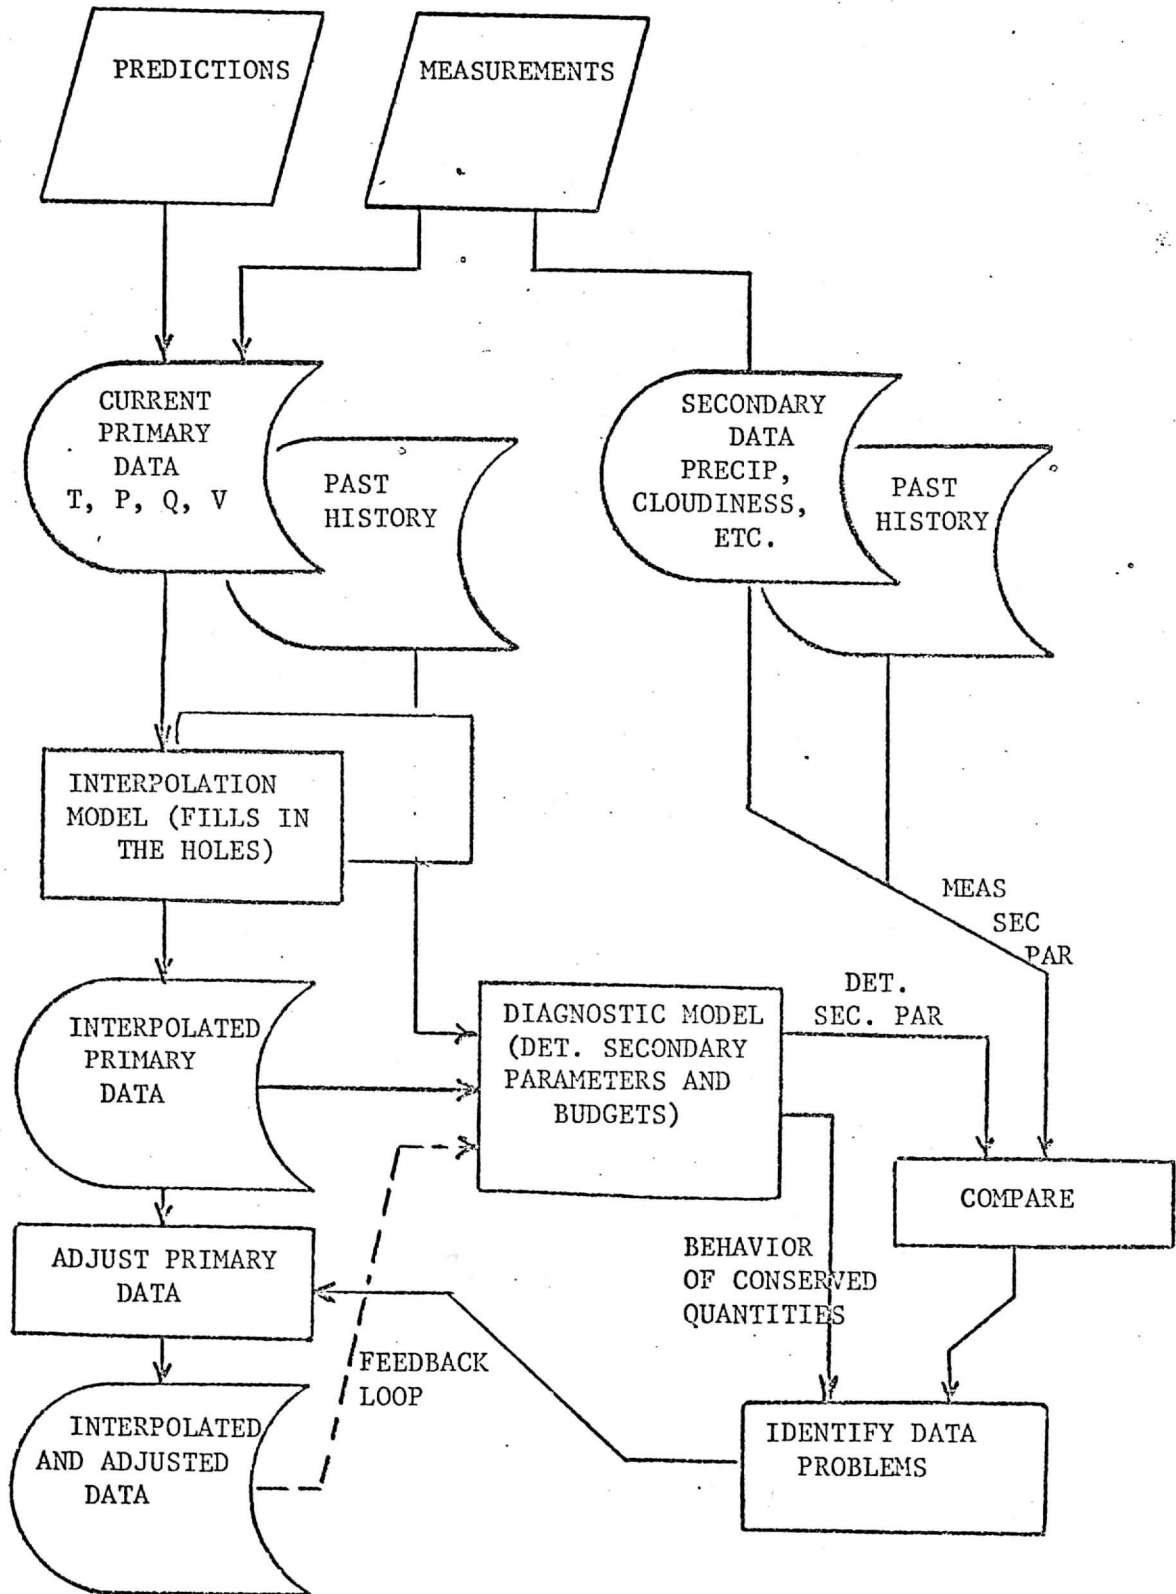 PREDICTIONS
MEASUREMENTS
CURRENT
PRIMARY
DATA
T, P, Q, V
PAST
HISTORY
SECONDARY
DATA
PRECIP,
CLOUDINESS,
ETC.
PAST
HISTORY
INTERPOLATION
MODEL (FILLS IN
THE HOLES)
MEAS
SEC
PAR
DET.
SEC. PAR
INTERPOLATED
PRIMARY
DATA
DIAGNOSTIC MODEL
(DET. SECONDARY
PARAMETERS AND
BUDGETS)
COMPARE
ADJUST PRIMARY
DATA
BEHAVIOR
OF CONSERVED
QUANTITIES
FEEDBACK
LOOP
INTERPOLATED
AND ADJUSTED
DATA
IDENTIFY DATA
PROBLEMS